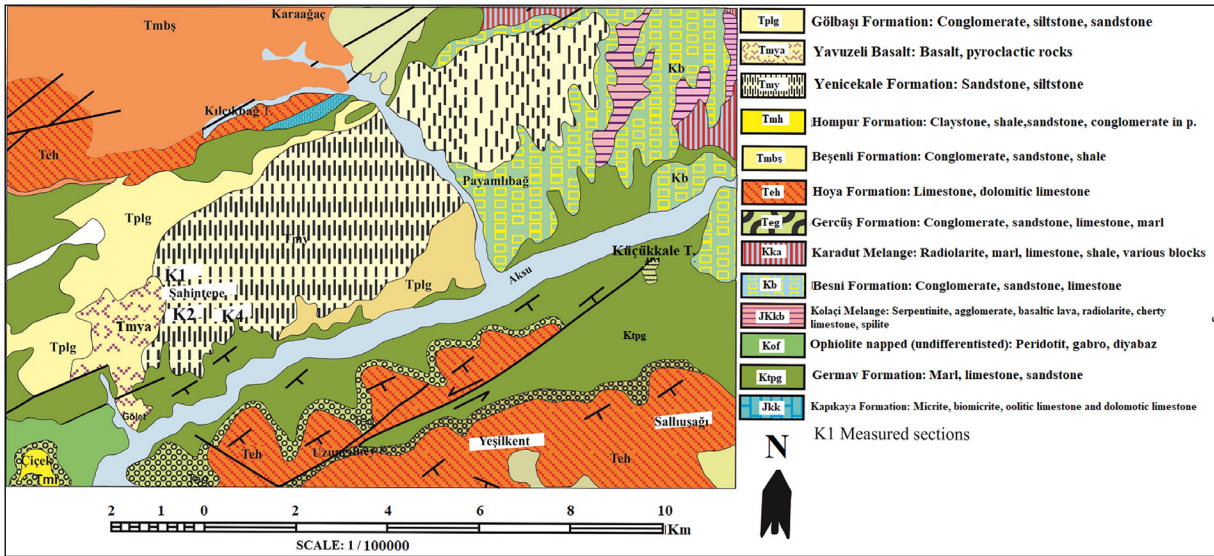 Karaağaç
Tmbş
Kb
Kılçıkbağ T.
Teh
Payamlıbağ
Kb
Tplg
Tmy
Küçükkale T.
Aksu
K1
Şahintepe
Tplg
K2
K4
Tmya
Ktpg
Tplg
Gölet
Sallıuşağı
Yeşilkent
Teh
Teh
Çiçek
2 1 0 2 4 6 8 10 Km
SCALE: 1 / 100000
Tplg Gölbaşı Formation: Conglomerate, siltstone, sandstone
Tmya Yavuzeli Basalt: Basalt, pyroclactic rocks
Tmy Yenicekale Formation: Sandstone, siltstone
Tmh Hompur Formation: Claystone, shale,sandstone, conglomerate in p.
Tmbş Beşenli Formation: Conglomerate, sandstone, shale
Teh Hoya Formation: Limestone, dolomitic limestone
Teg Gercüş Formation: Conglomerate, sandstone, limestone, marl
Kka Karadut Melange: Radiolarite, marl, limestone, shale, various blocks
Kb Besni Formation: Conglomerate, sandstone, limestone
JKkb Kolaçi Melange: Serpentinite, agglomerate, basaltic lava, radiolarite, cherty
limestone, spilite
Kof Ophiolite napped (undifferentisted): Peridotit, gabro, diyabaz
Ktpg Germav Formation: Marl, limestone, sandstone
Jkk Kapıkaya Formation: Micrite, biomicrite, oolitic limestone and dolomotic limestone
K1 Measured sections
N